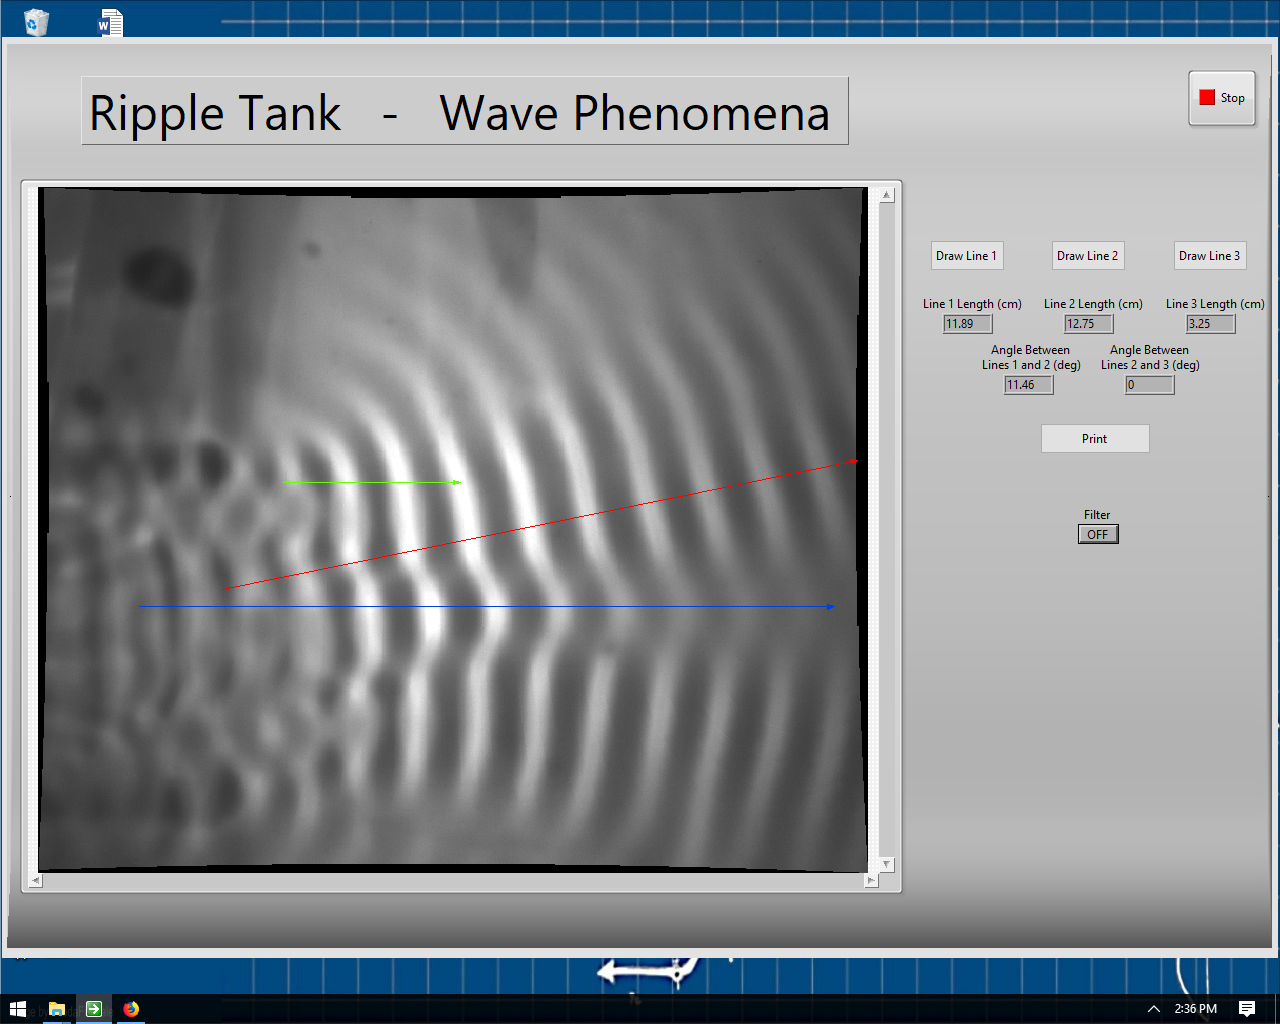 W
Ripple Tank - Wave Phenomena
Stop
Draw Line 1 Draw Line 2 Draw Line 3
Line 1 Length (cm) Line 2 Length (cm) Line 3 Length (cm)
11.89 12.75 3.25
Angle Between Angle Between
Lines 1 and 2 (deg) Lines 2 and 3 (deg)
11.46 0
Print
Filter
OFF
2:36 PM